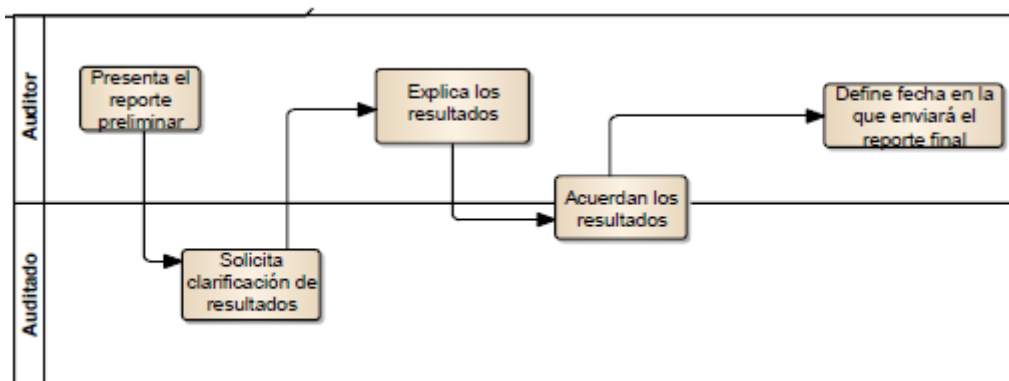 Auditor
Presenta el
reporte
preliminar
Explica los
resultados
Define fecha en la
que enviará el
reporte final
Acuerdan los
resultados
Auditado
Solicita
clarificación de
resultados